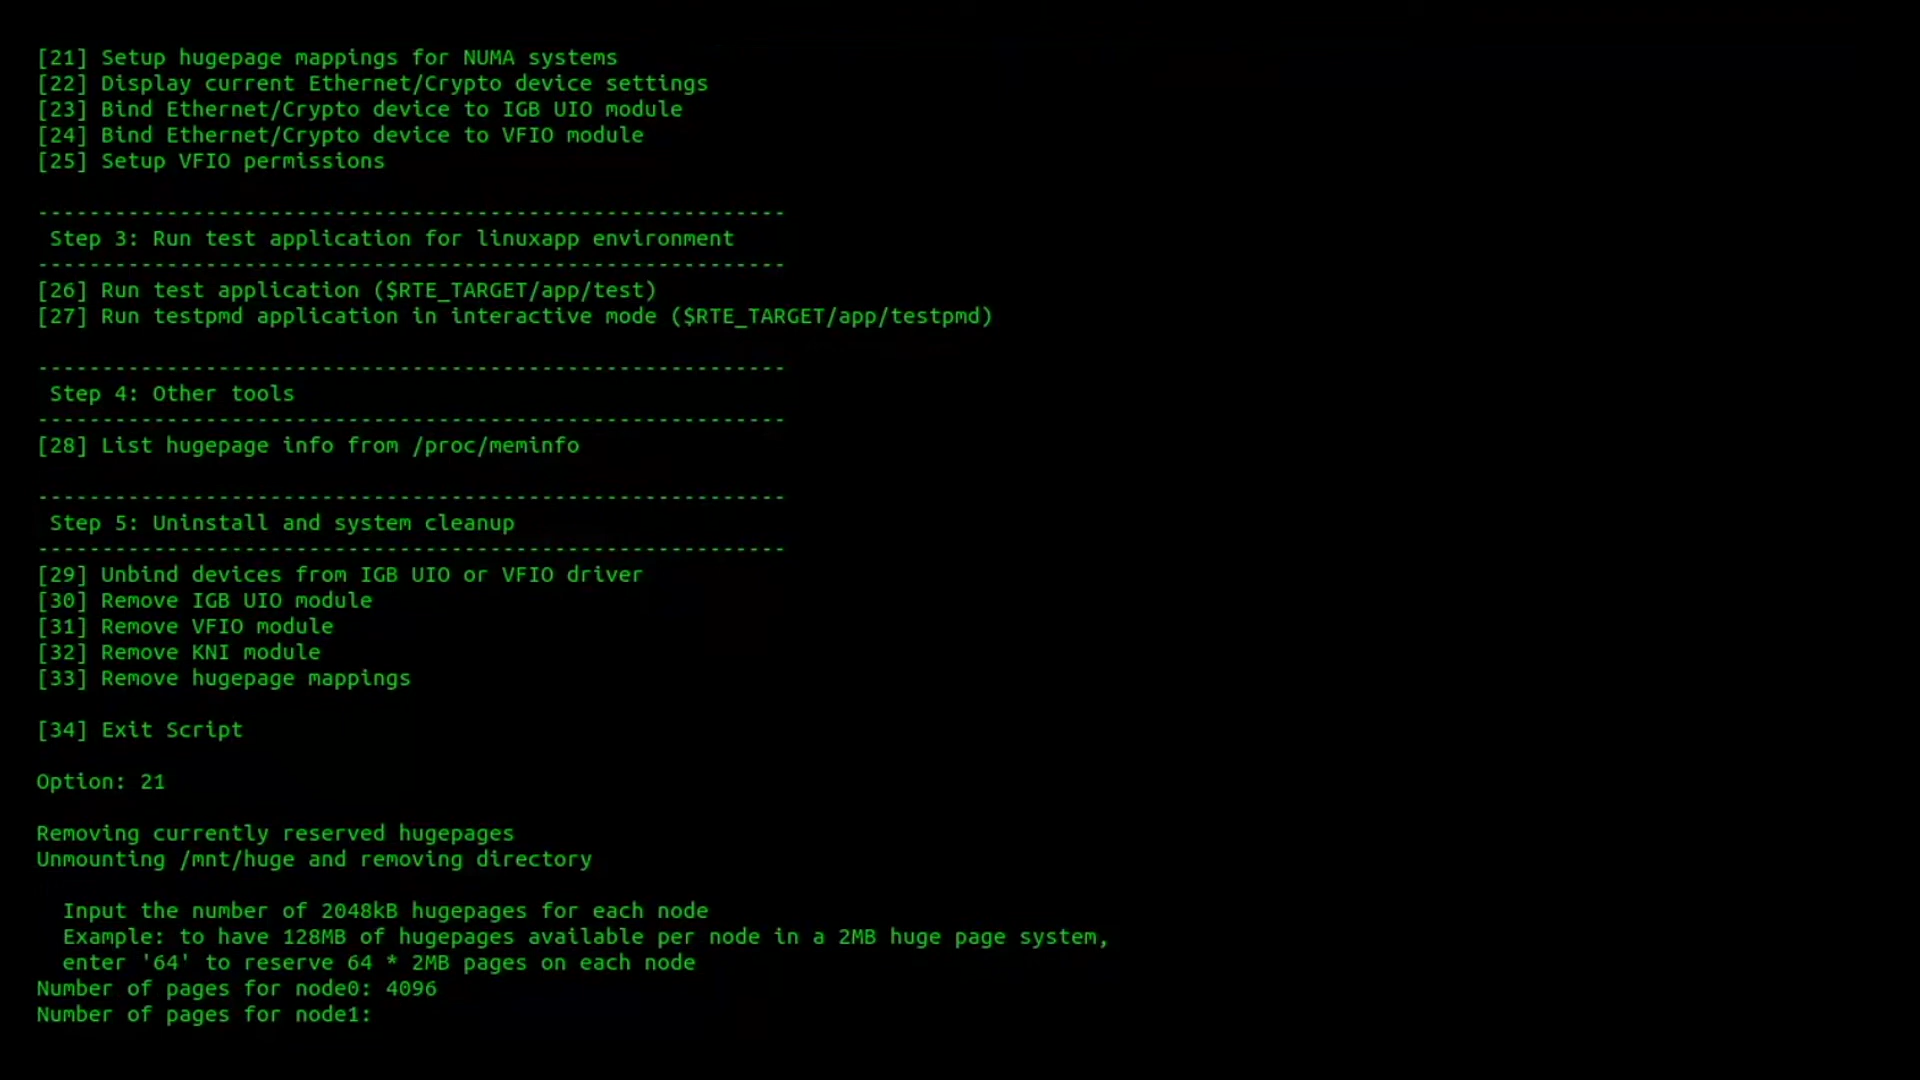 [21] Setup hugepage mappings for NUMA systems
[22] Display current Ethernet/Crypto device settings
[23] Bind Ethernet/Crypto device to IGB UIO module
[24] Bind Ethernet/Crypto device to VFIO module
[25] Setup VFIO permissions
----------------------------------------------------------
Step 3: Run test application for linuxapp environment
----------------------------------------------------------
[26] Run test application ($RTE_TARGET/app/test)
[27] Run testpmd application in interactive mode ($RTE_TARGET/app/testpmd)
----------------------------------------------------------
Step 4: Other tools
----------------------------------------------------------
[28] List hugepage info from /proc/meminfo
----------------------------------------------------------
Step 5: Uninstall and system cleanup
----------------------------------------------------------
[29] Unbind devices from IGB UIO or VFIO driver
[30] Remove IGB UIO module
[31] Remove VFIO module
[32] Remove KNI module
[33] Remove hugepage mappings
[34] Exit Script
Option: 21
Removing currently reserved hugepages
Unmounting /mnt/huge and removing directory
Input the number of 2048kB hugepages for each node
Example: to have 128MB of hugepages available per node in a 2MB huge page system,
enter '64' to reserve 64 * 2MB pages on each node
Number of pages for node0: 4096
Number of pages for node1: